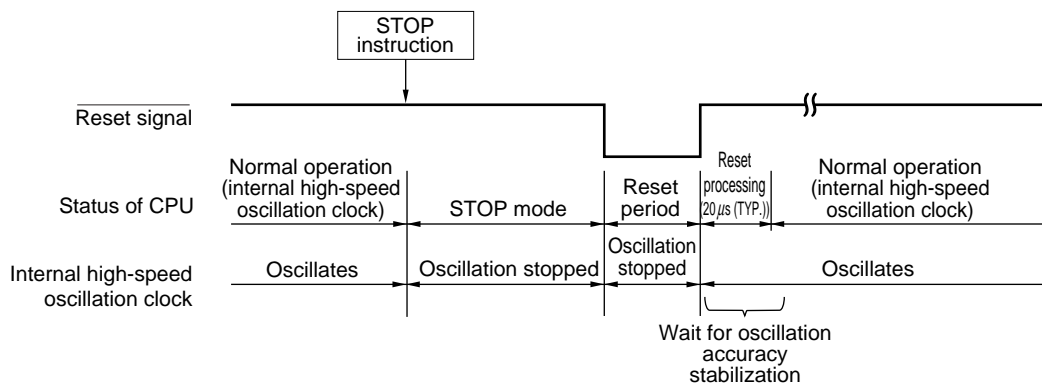 STOP
instruction
Reset signal
Status of CPU
Normal operation
(internal high-speed
oscillation clock)
STOP mode
Reset
period
Reset
processing
(20 μs (TYP.))
Normal operation
(internal high-speed
oscillation clock)
Internal high-speed
oscillation clock
Oscillates
Oscillation stopped
Oscillation
stopped
Oscillates
Wait for oscillation
accuracy
stabilization